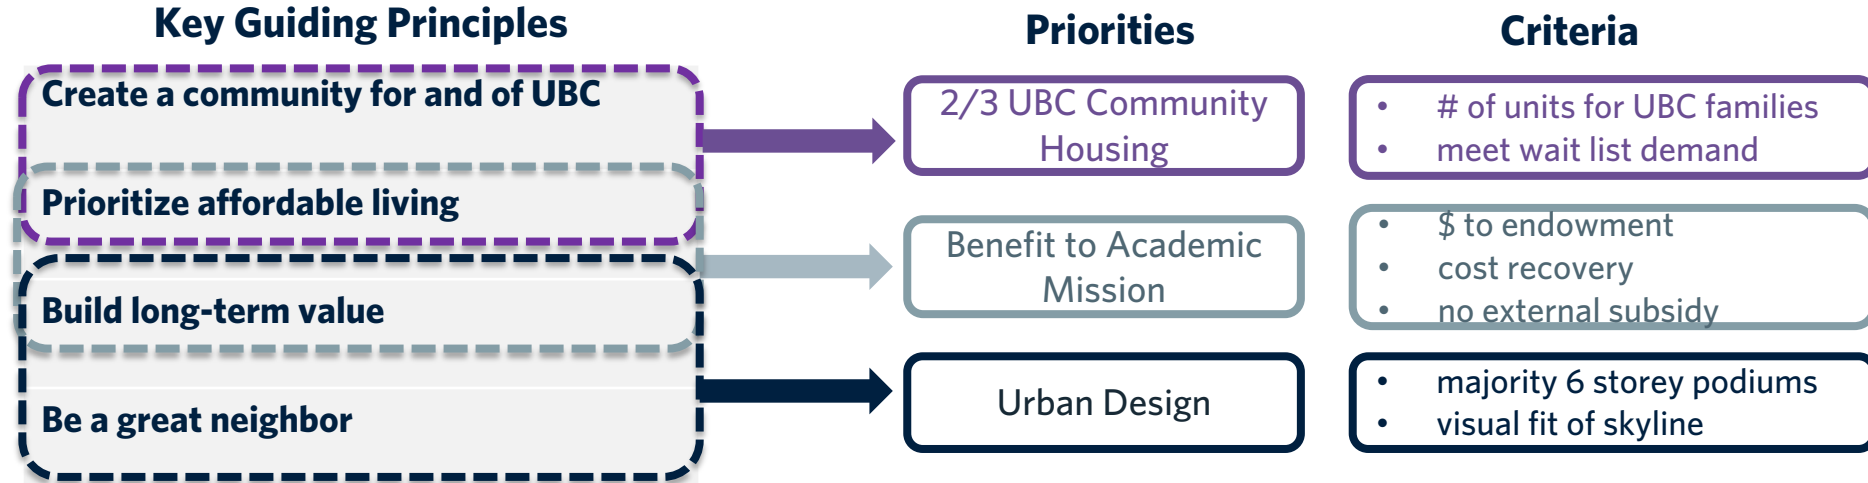 Key Guiding Principles
Create a community for and of UBC
Prioritize affordable living
Build long-term value
Be a great neighbor
Priorities
2/3 UBC Community
Housing
Benefit to Academic
Mission
Urban Design
Criteria
• # of units for UBC families
• meet wait list demand
• $ to endowment
• cost recovery
• no external subsidy
• majority 6 storey podiums
• visual fit of skyline